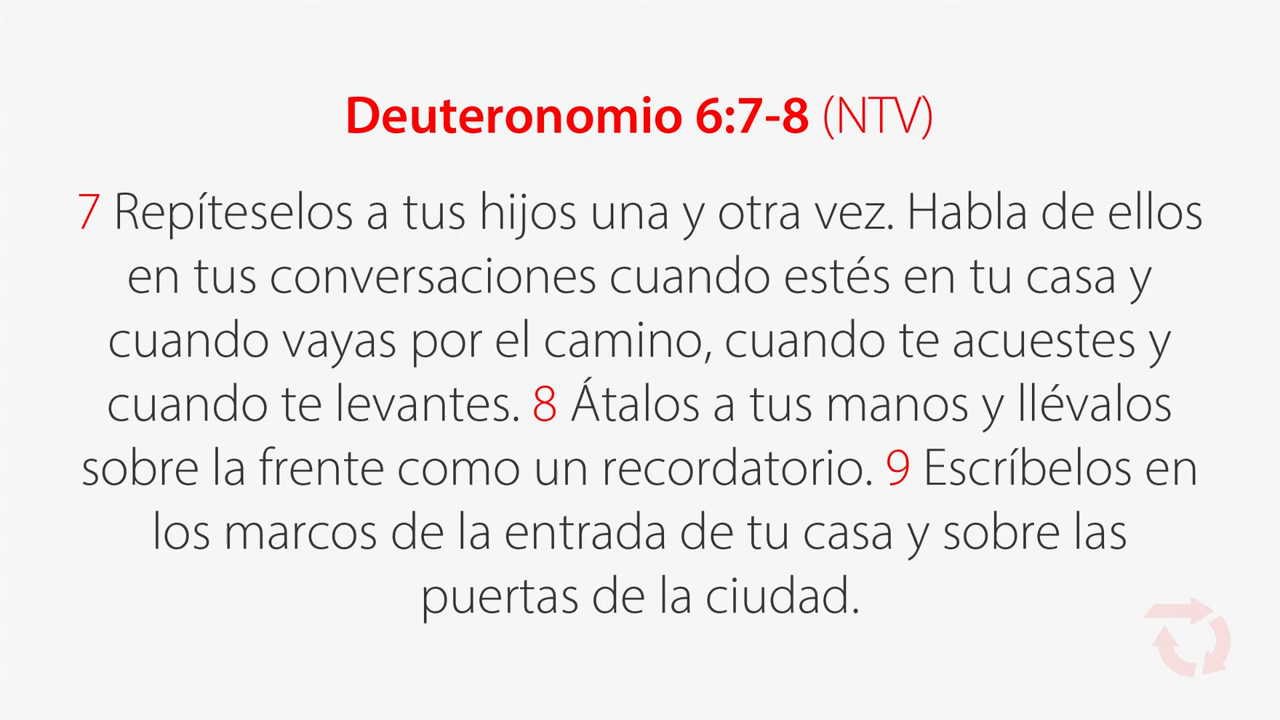 Deuteronomio 6:7-8 (NTV)
7 Repíteselos a tus hijos una y otra vez. Habla de ellos
en tus conversaciones cuando estés en tu casa y
cuando vayas por el camino, cuando te acuestes y
cuando te levantes. 8 Átalos a tus manos y llévalos
sobre la frente como un recordatorio. 9 Escríbelos en
los marcos de la entrada de tu casa y sobre las
puertas de la ciudad.